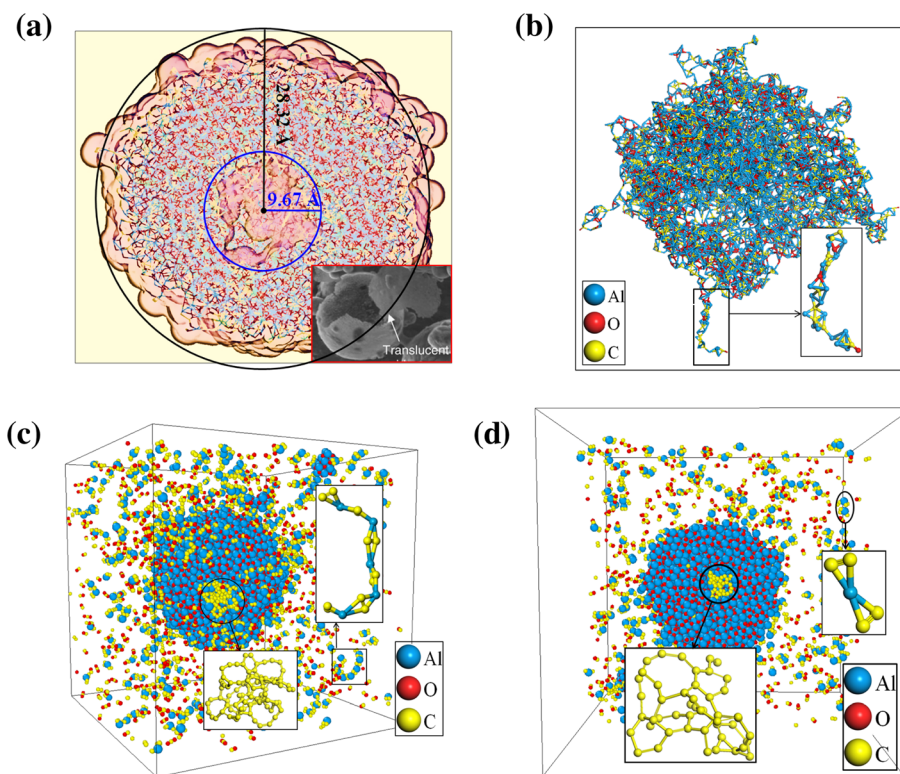 (a)
28.32 Å
9.67 Å
Translucent
(b)
Al
O
C
(c)
Al
O
C
(d)
Al
O
C